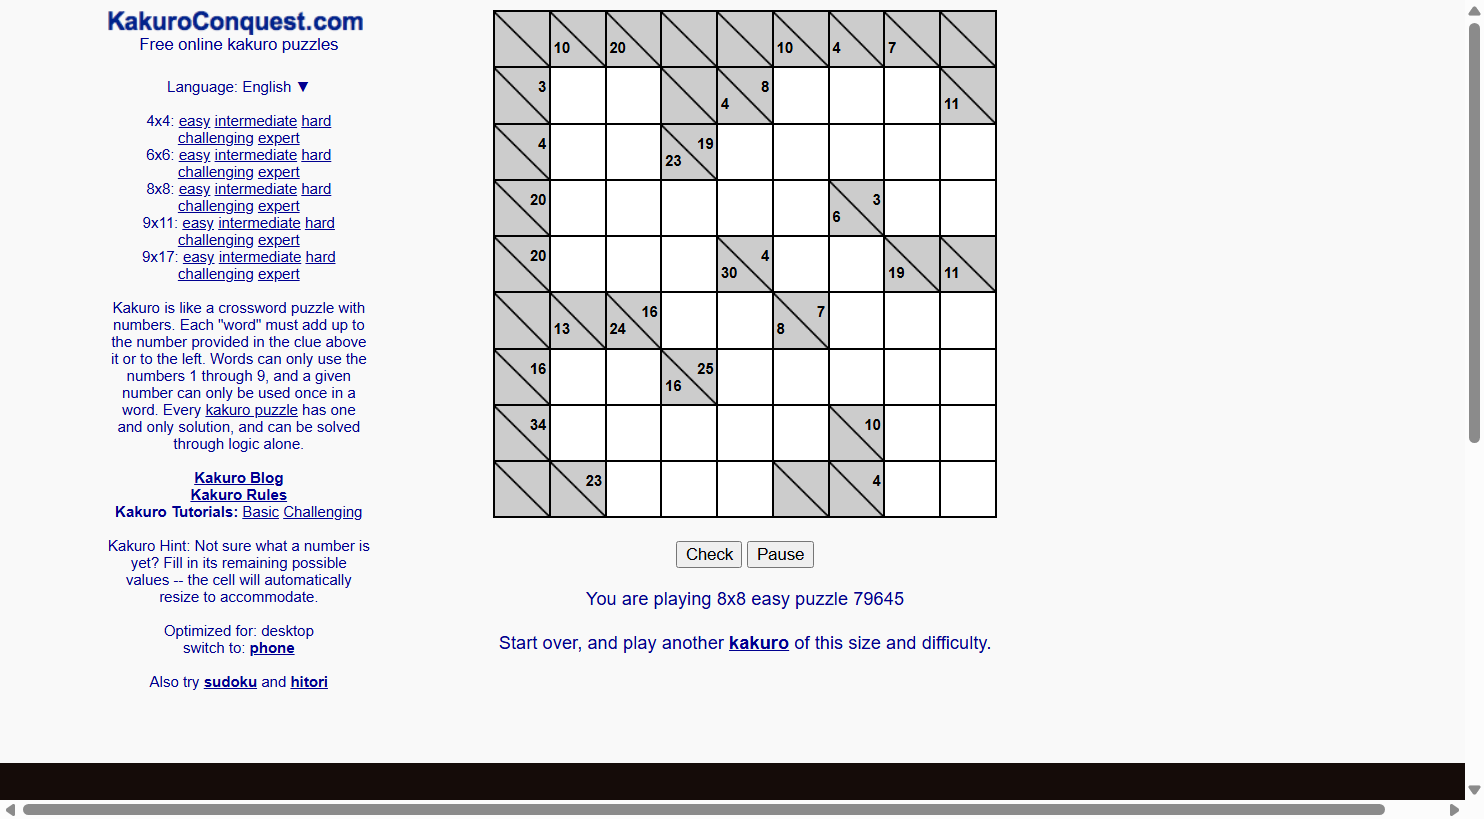 KakuroConquest.com
Free online kakuro puzzles
Language: English ▼
4x4: easy intermediate hard
challenging expert
6x6: easy intermediate hard
challenging expert
8x8: easy intermediate hard
challenging expert
9x11: easy intermediate hard
challenging expert
9x17: easy intermediate hard
challenging expert
Kakuro is like a crossword puzzle with
numbers. Each "word" must add up to
the number provided in the clue above
it or to the left. Words can only use the
numbers 1 through 9, and a given
number can only be used once in a
word. Every kakuro puzzle has one
and only solution, and can be solved
through logic alone.
Kakuro Blog
Kakuro Rules
Kakuro Tutorials: Basic Challenging
Kakuro Hint: Not sure what a number is
yet? Fill in its remaining possible
values -- the cell will automatically
resize to accommodate.
Optimized for: desktop
switch to: phone
Also try sudoku and hitori
10 20 10 4 7
3 4 8 11
4 23 19
20 6 3
20 30 4 19 11
13 24 16 8 7
16 16 25
34 10
23 4
Check Pause
You are playing 8x8 easy puzzle 79645
Start over, and play another kakuro of this size and difficulty.